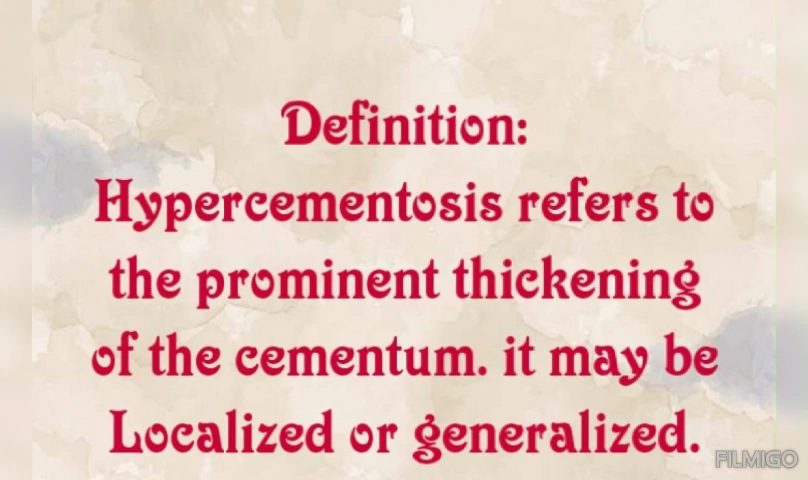 Definition:
Hypercementosis refers to
the prominent thickening
of the cementum. it may be
Localized or generalized.
FILMIGO